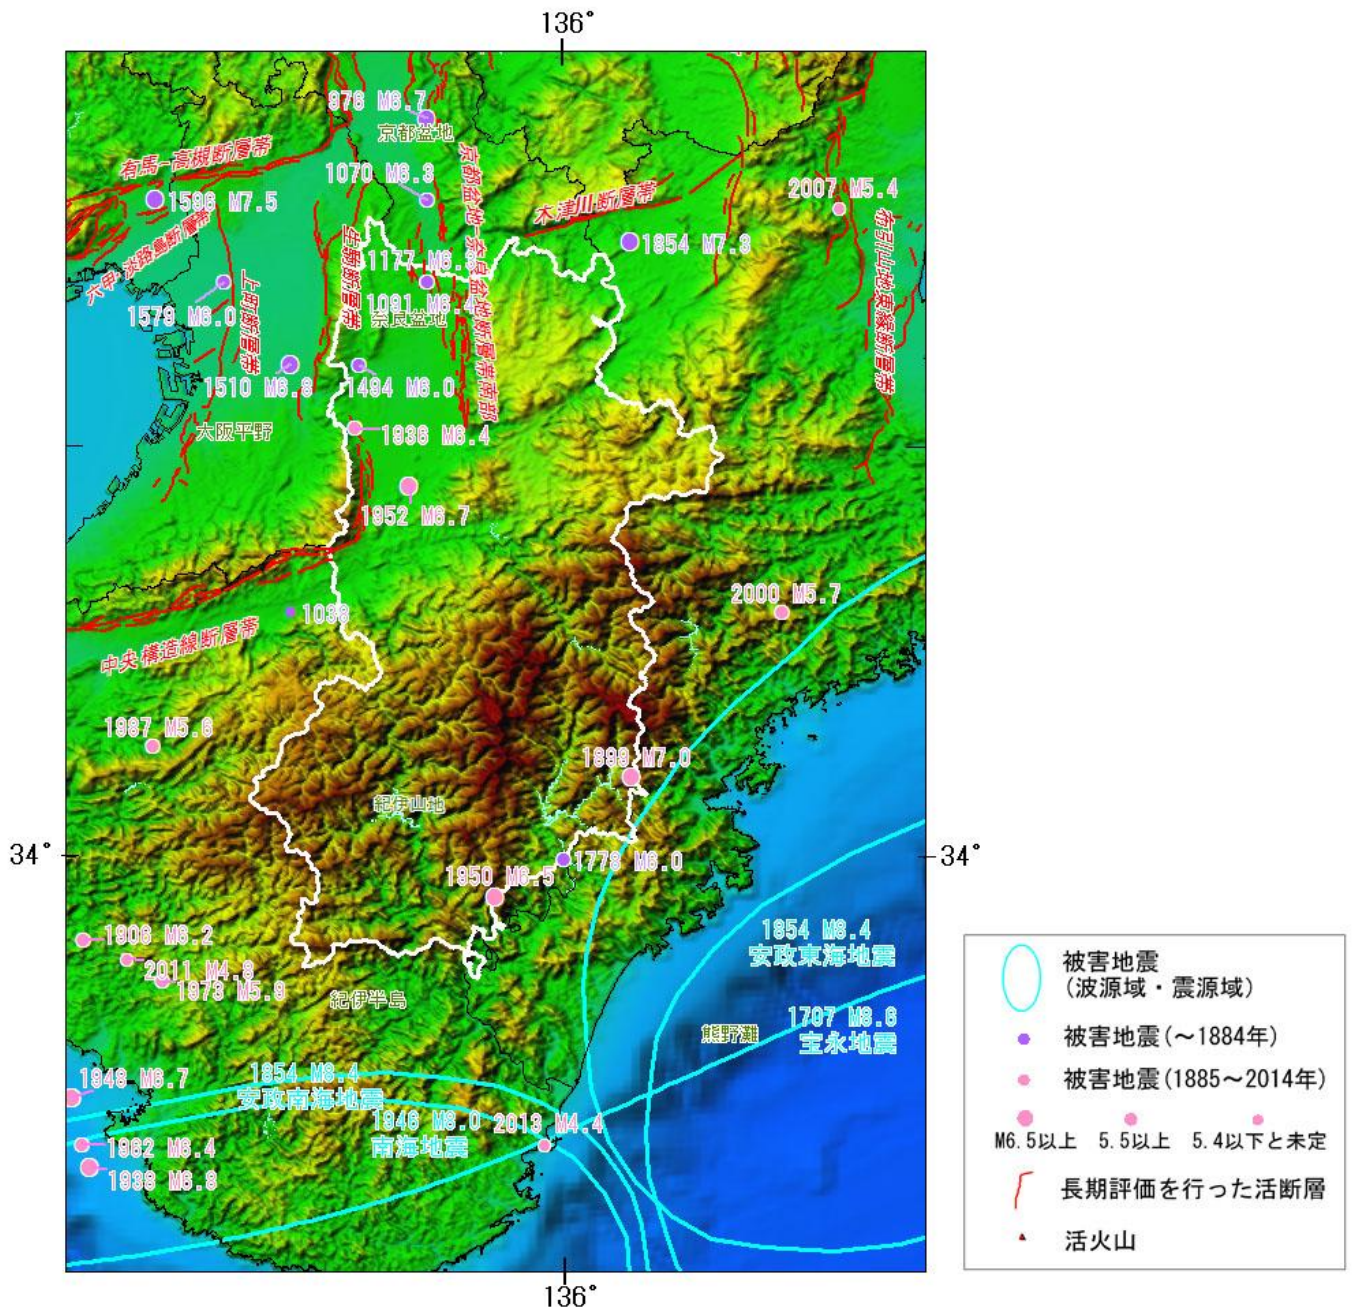 136°
976 M6.7
京都盆地
有馬-高槻断層帯
1596 M7.5
1070 M6.3
京都盆地-奈良盆地断層帯南部
木津川断層帯
2007 M5.4
布引山地東縁断層帯
1854 M7.3
六甲・淡路島断層帯
生駒断層帯
1177 M6.3
1091 M6.4
奈良盆地
上町断層帯
1579 M6.0
1510 M6.8
1494 M6.0
大阪平野
1936 M6.4
1952 M6.7
2000 M5.7
1038
中央構造線断層帯
1987 M5.6
1899 M7.0
紀伊山地
34°
34°
1778 M6.0
1950 M6.5
1906 M6.2
2011 M4.8
1973 M5.9
紀伊半島
1854 M8.4
安政東海地震
1707 M8.6
宝永地震
熊野灘
1948 M6.7
1854 M8.4
安政南海地震
1946 M8.0
南海地震
2013 M4.4
1962 M6.4
1938 M6.8
136°
被害地震
(波源域・震源域)
被害地震(～1884年)
被害地震(1885～2014年)
M6.5以上 5.5以上 5.4以下と未定
長期評価を行った活断層
活火山